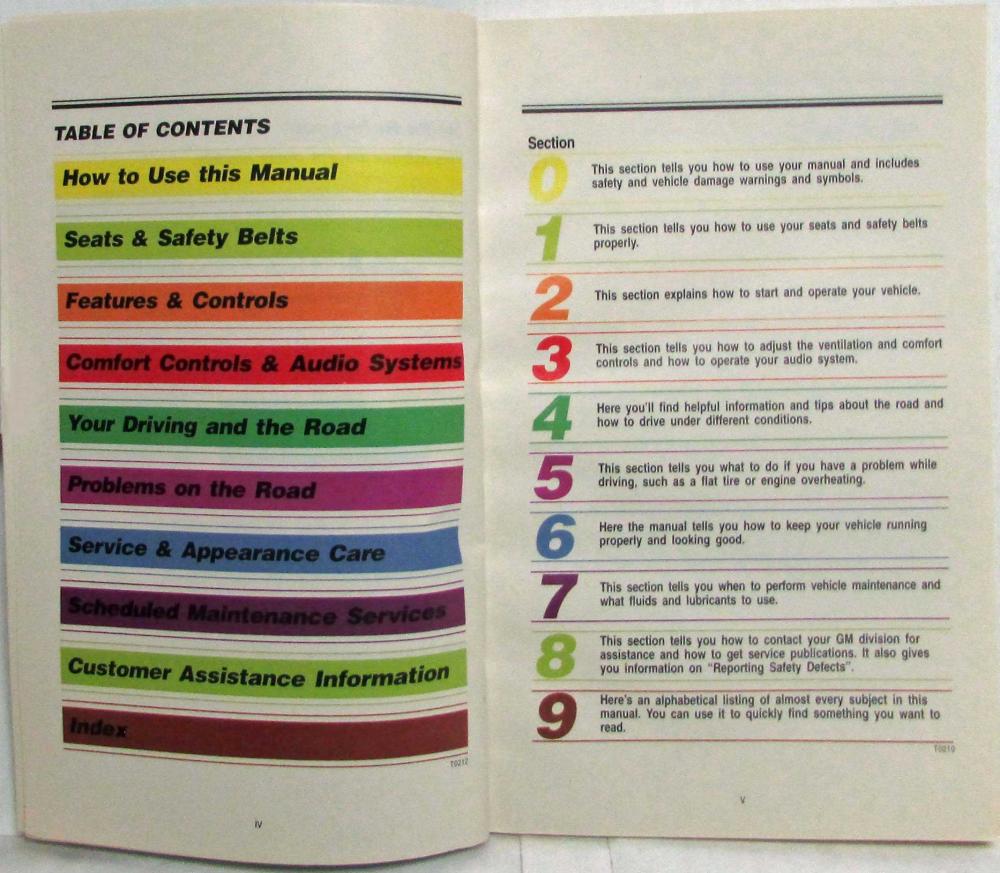 TABLE OF CONTENTS
How to Use this Manual
Seats & Safety Belts
Features & Controls
Comfort Controls & Audio Systems
Your Driving and the Road
Problems on the Road
Service & Appearance Care
Scheduled Maintenance Services
Customer Assistance Information
Index
T0212
iv
Section
0
This section tells you how to use your manual and includes
safety and vehicle damage warnings and symbols.
1
This section tells you how to use your seats and safety belts
properly.
2
This section explains how to start and operate your vehicle.
3
This section tells you how to adjust the ventilation and comfort
controls and how to operate your audio system.
4
Here you'll find helpful information and tips about the road and
how to drive under different conditions.
5
This section tells you what to do if you have a problem while
driving, such as a flat tire or engine overheating.
6
Here the manual tells you how to keep your vehicle running
properly and looking good.
7
This section tells you when to perform vehicle maintenance and
what fluids and lubricants to use.
8
This section tells you how to contact your GM division for
assistance and how to get service publications. It also gives
you information on "Reporting Safety Defects".
9
Here's an alphabetical listing of almost every subject in this
manual. You can use it to quickly find something you want to
read.
T0210
v